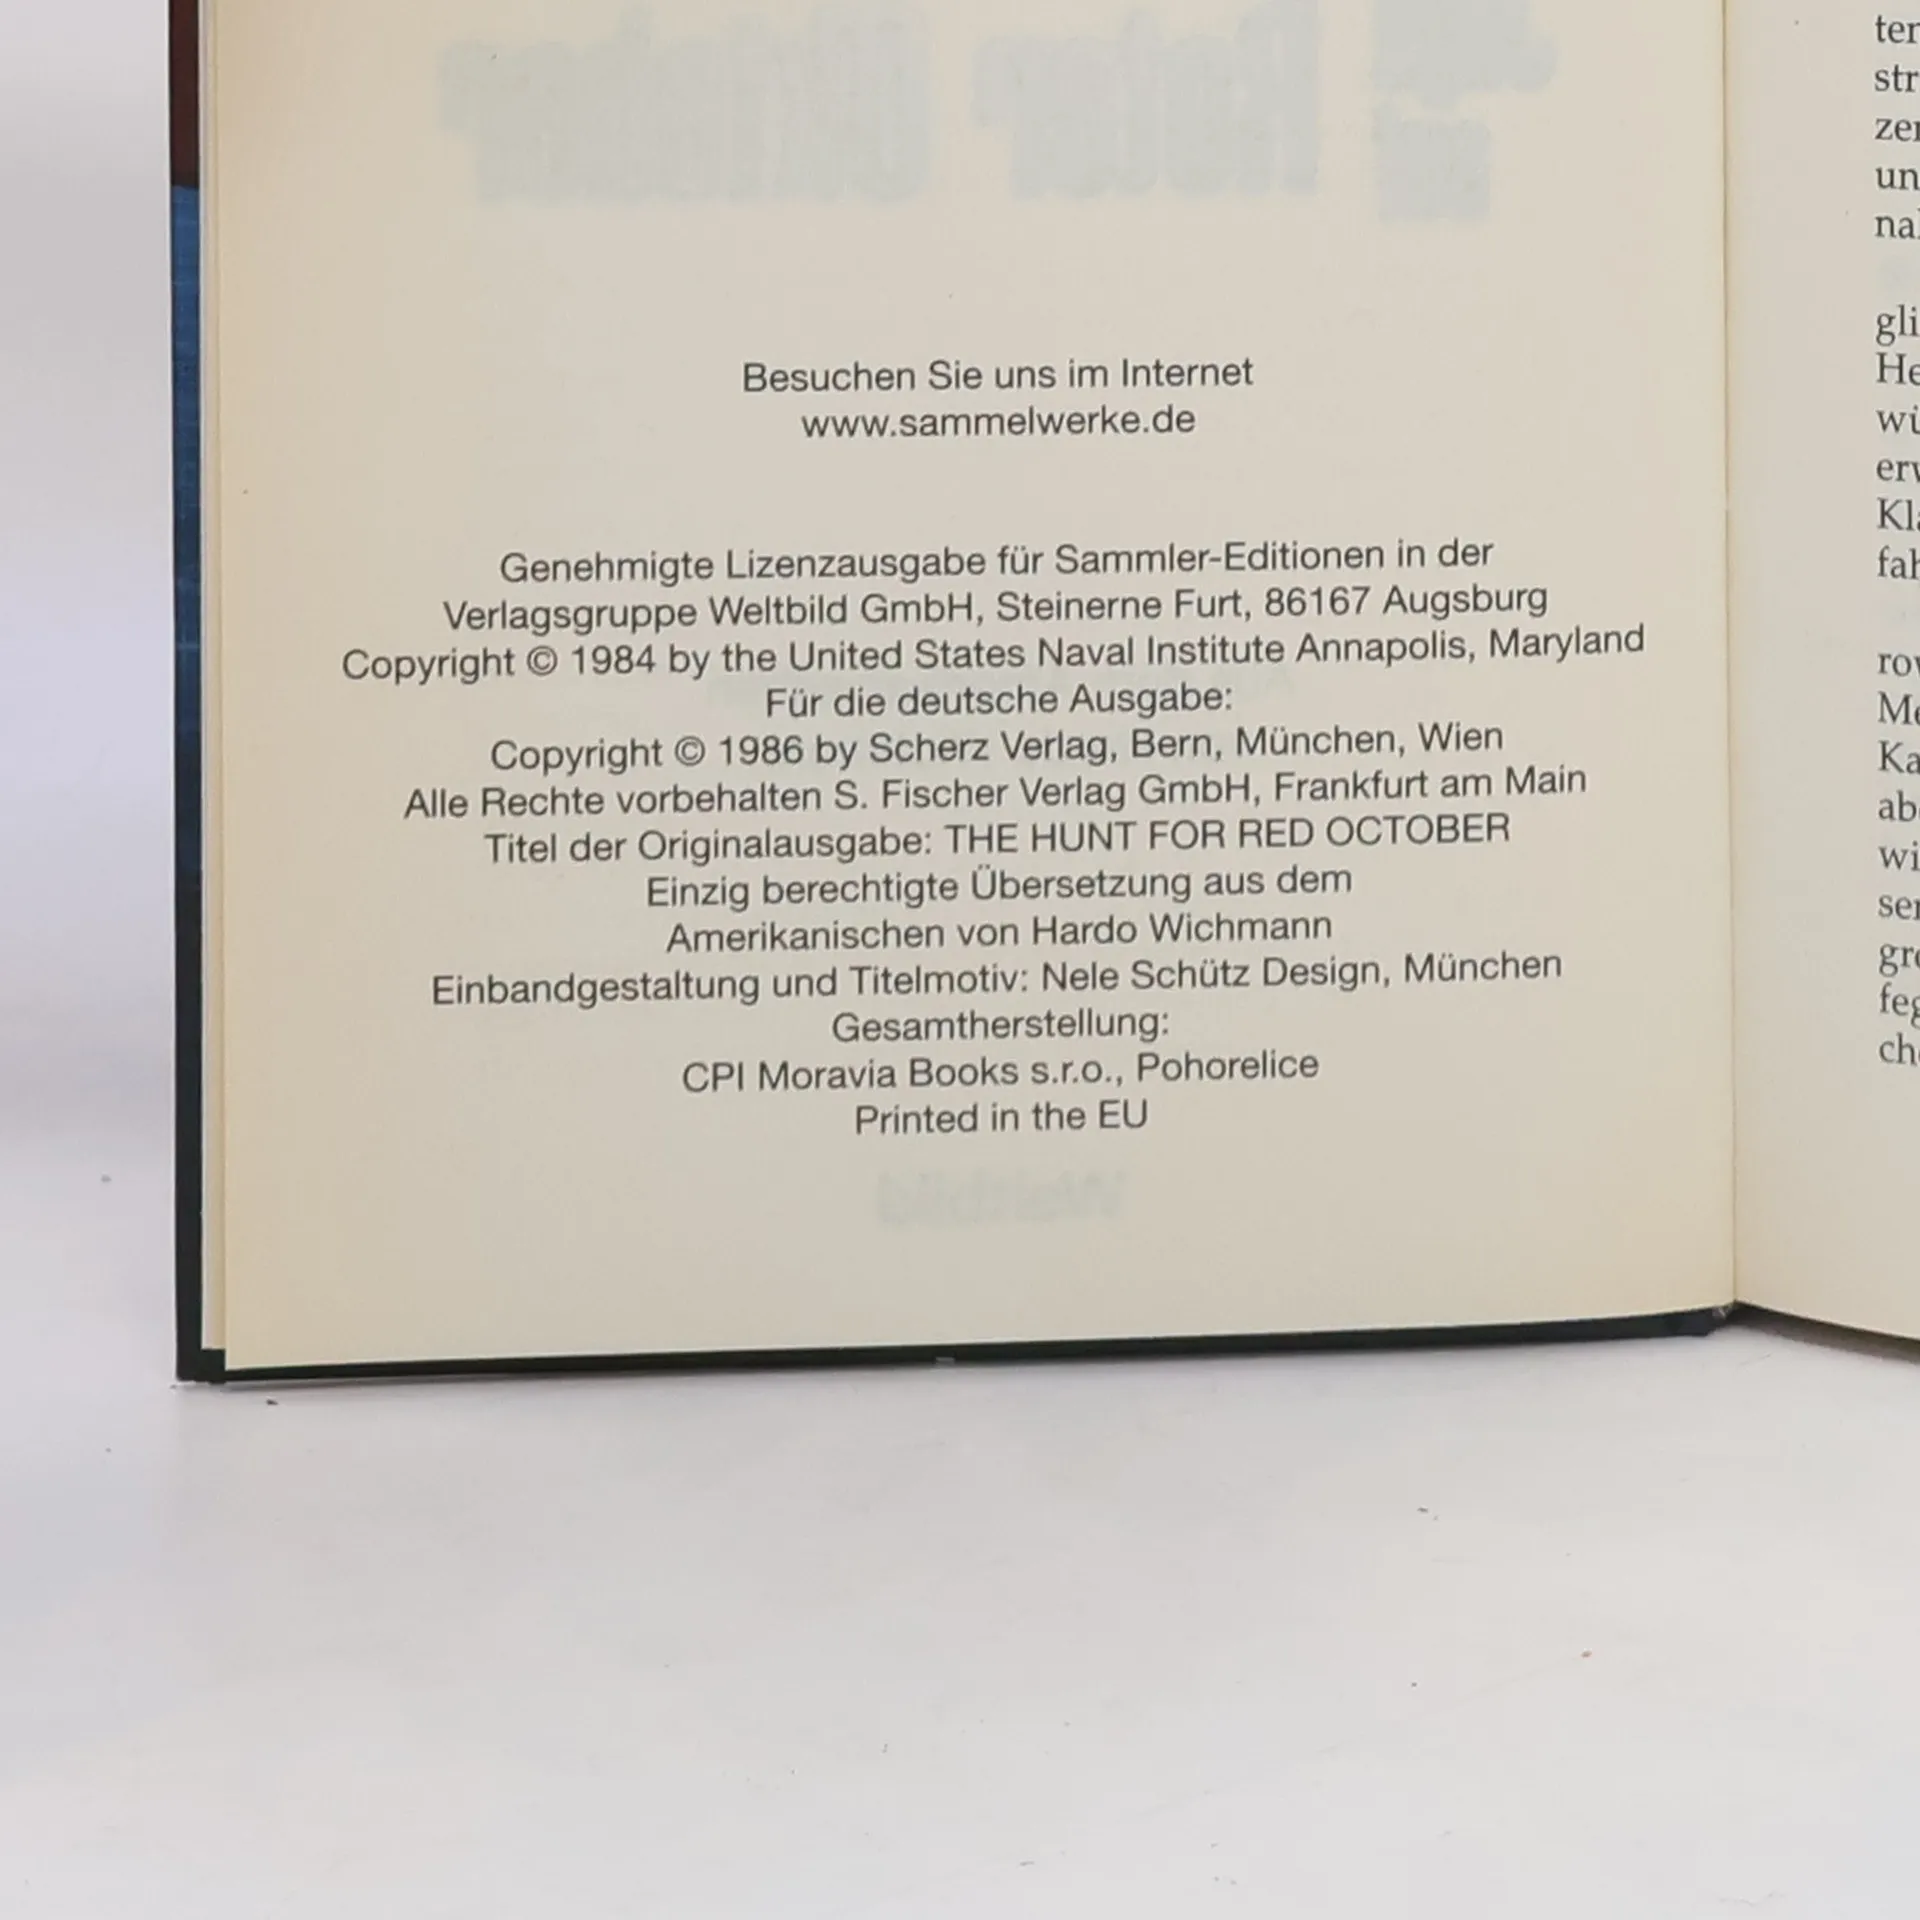 Besuchen Sie uns im Internet
www.sammelwerke.de
Genehmigte Lizenzausgabe für Sammler-Editionen in der
Verlagsgruppe Weltbild GmbH, Steinerne Furt, 86167 Augsburg
Copyright © 1984 by the United States Naval Institute Annapolis, Maryland
Für die deutsche Ausgabe:
Copyright © 1986 by Scherz Verlag, Bern, München, Wien
Alle Rechte vorbehalten S. Fischer Verlag GmbH, Frankfurt am Main
Titel der Originalausgabe: THE HUNT FOR RED OCTOBER
Einzig berechtigte Übersetzung aus dem
Amerikanischen von Hardo Wichmann
Einbandgestaltung und Titelmotiv: Nele Schütz Design, München
Gesamtherstellung:
CPI Moravia Books s.r.o., Pohorelice
Printed in the EU